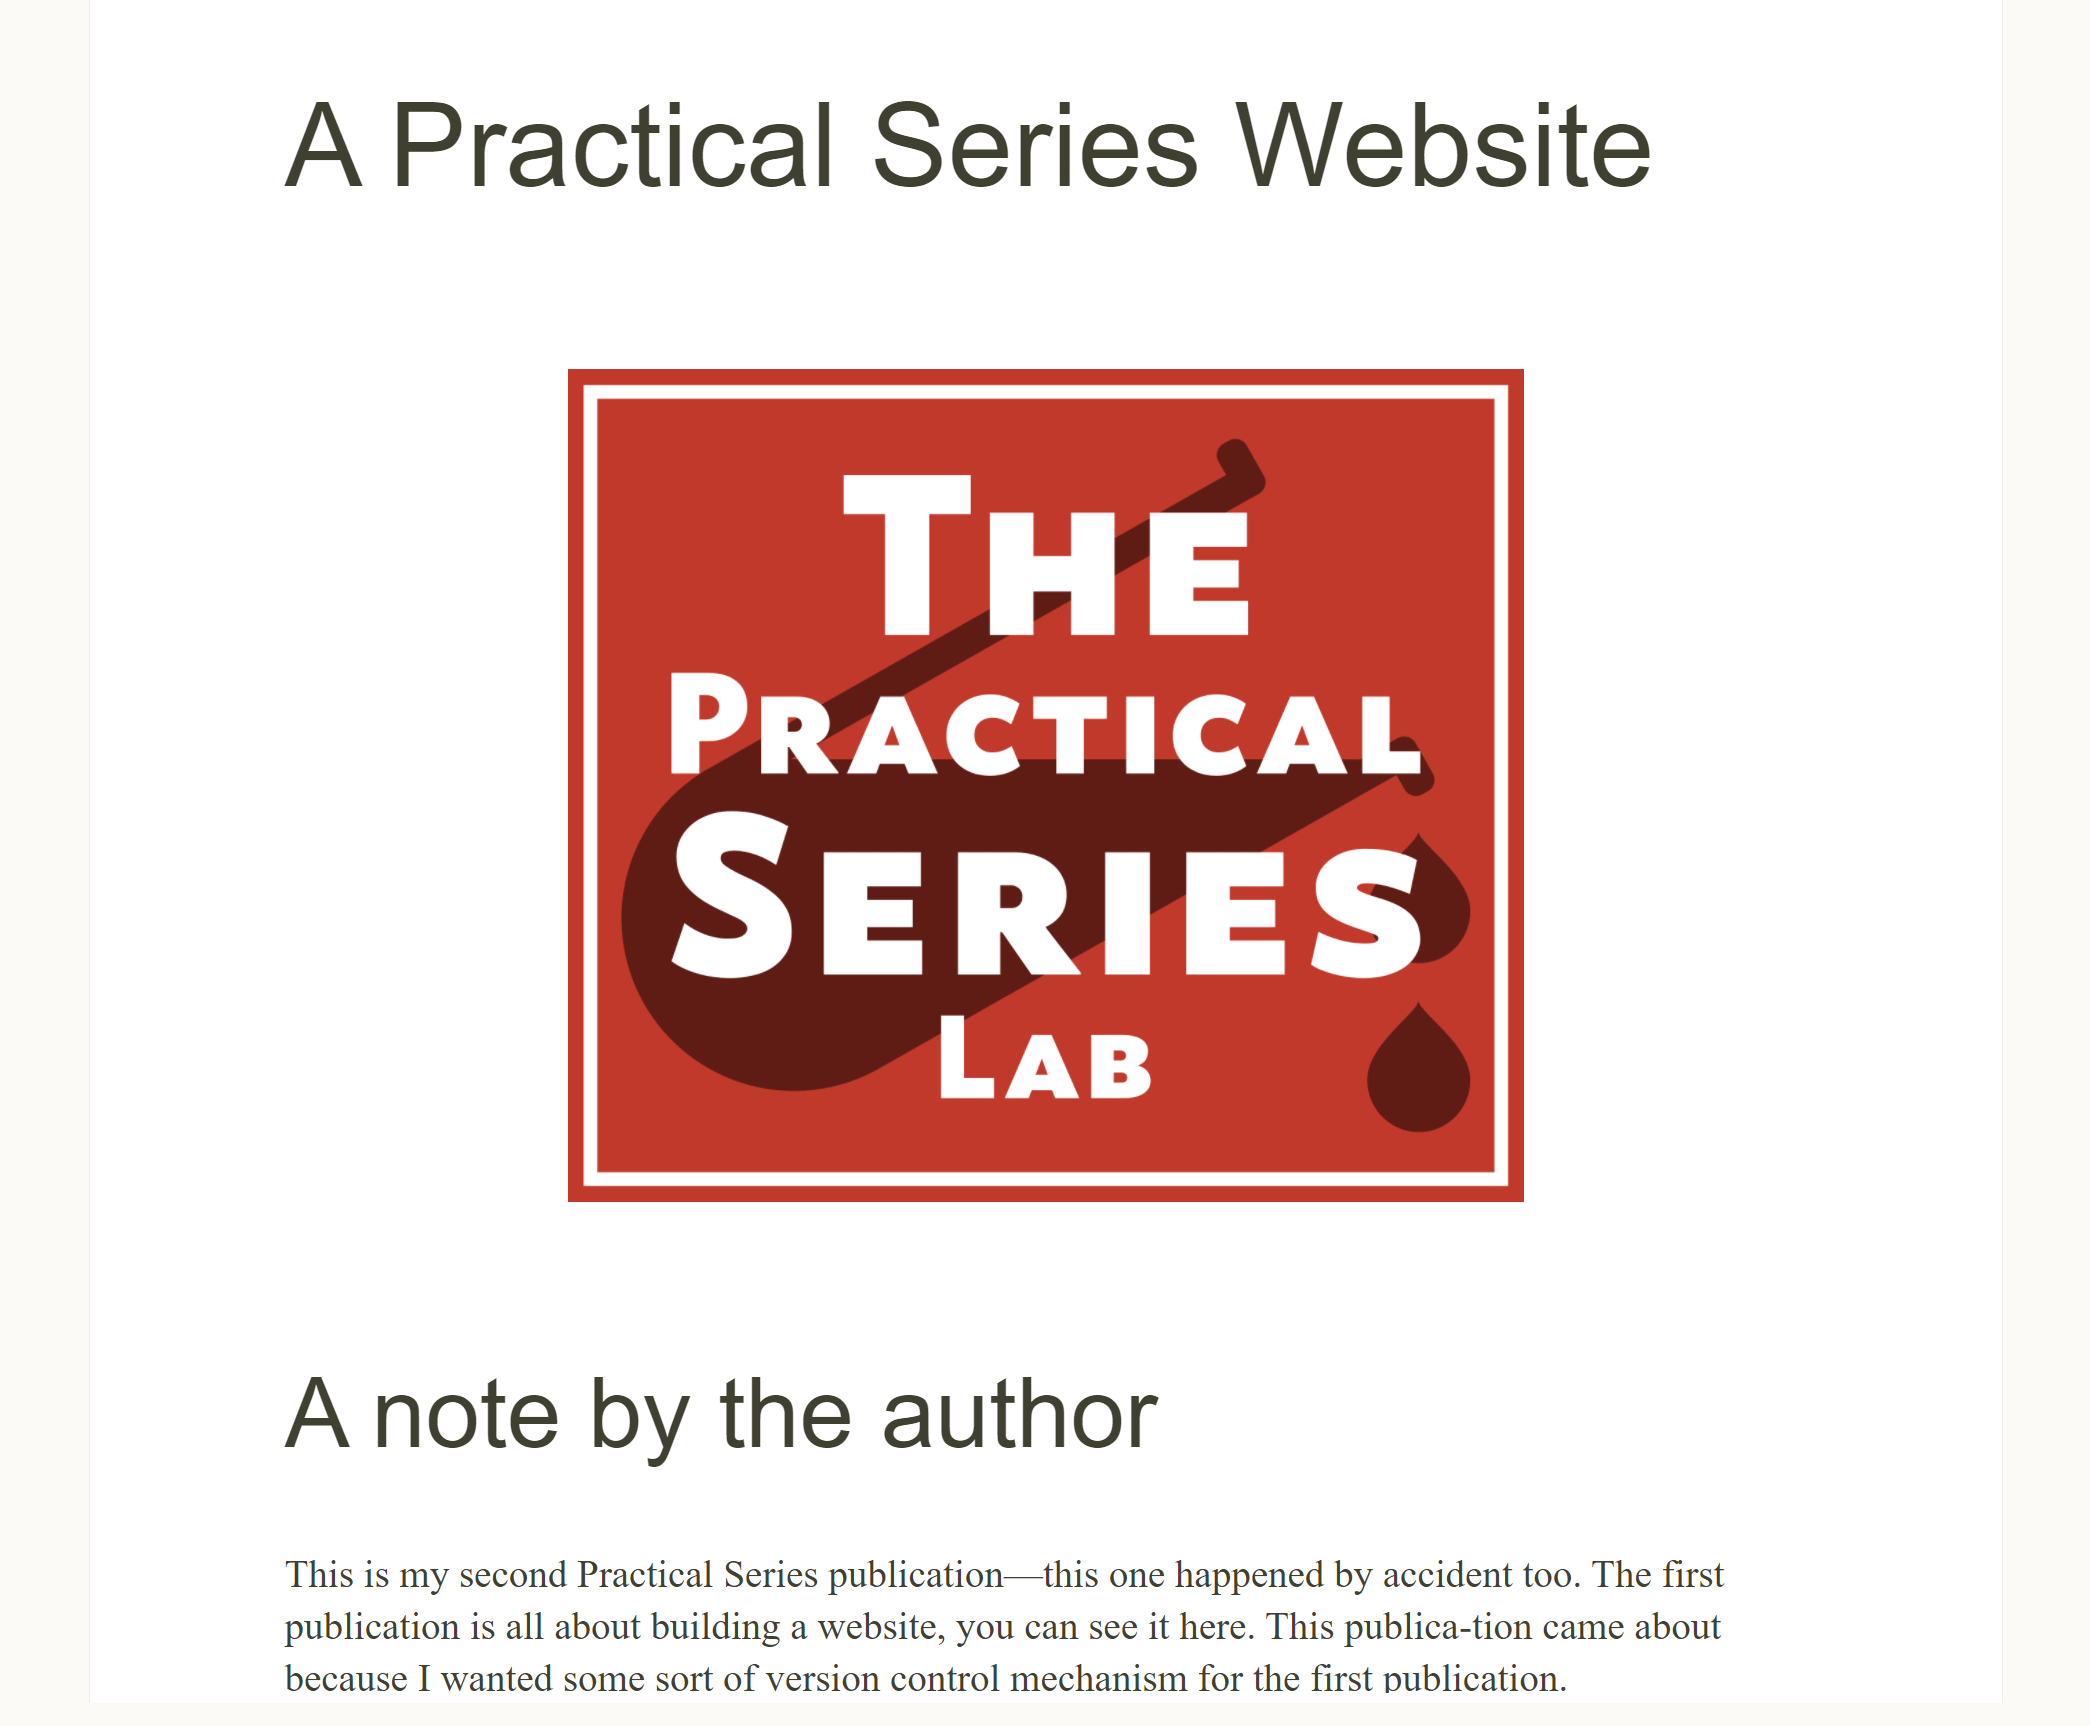 A Practical Series Website
THE
PRACTICAL
SERIES
LAB
A note by the author
This is my second Practical Series publication—this one happened by accident too. The first
publication is all about building a website, you can see it here. This publica-tion came about
because I wanted some sort of version control mechanism for the first publication.